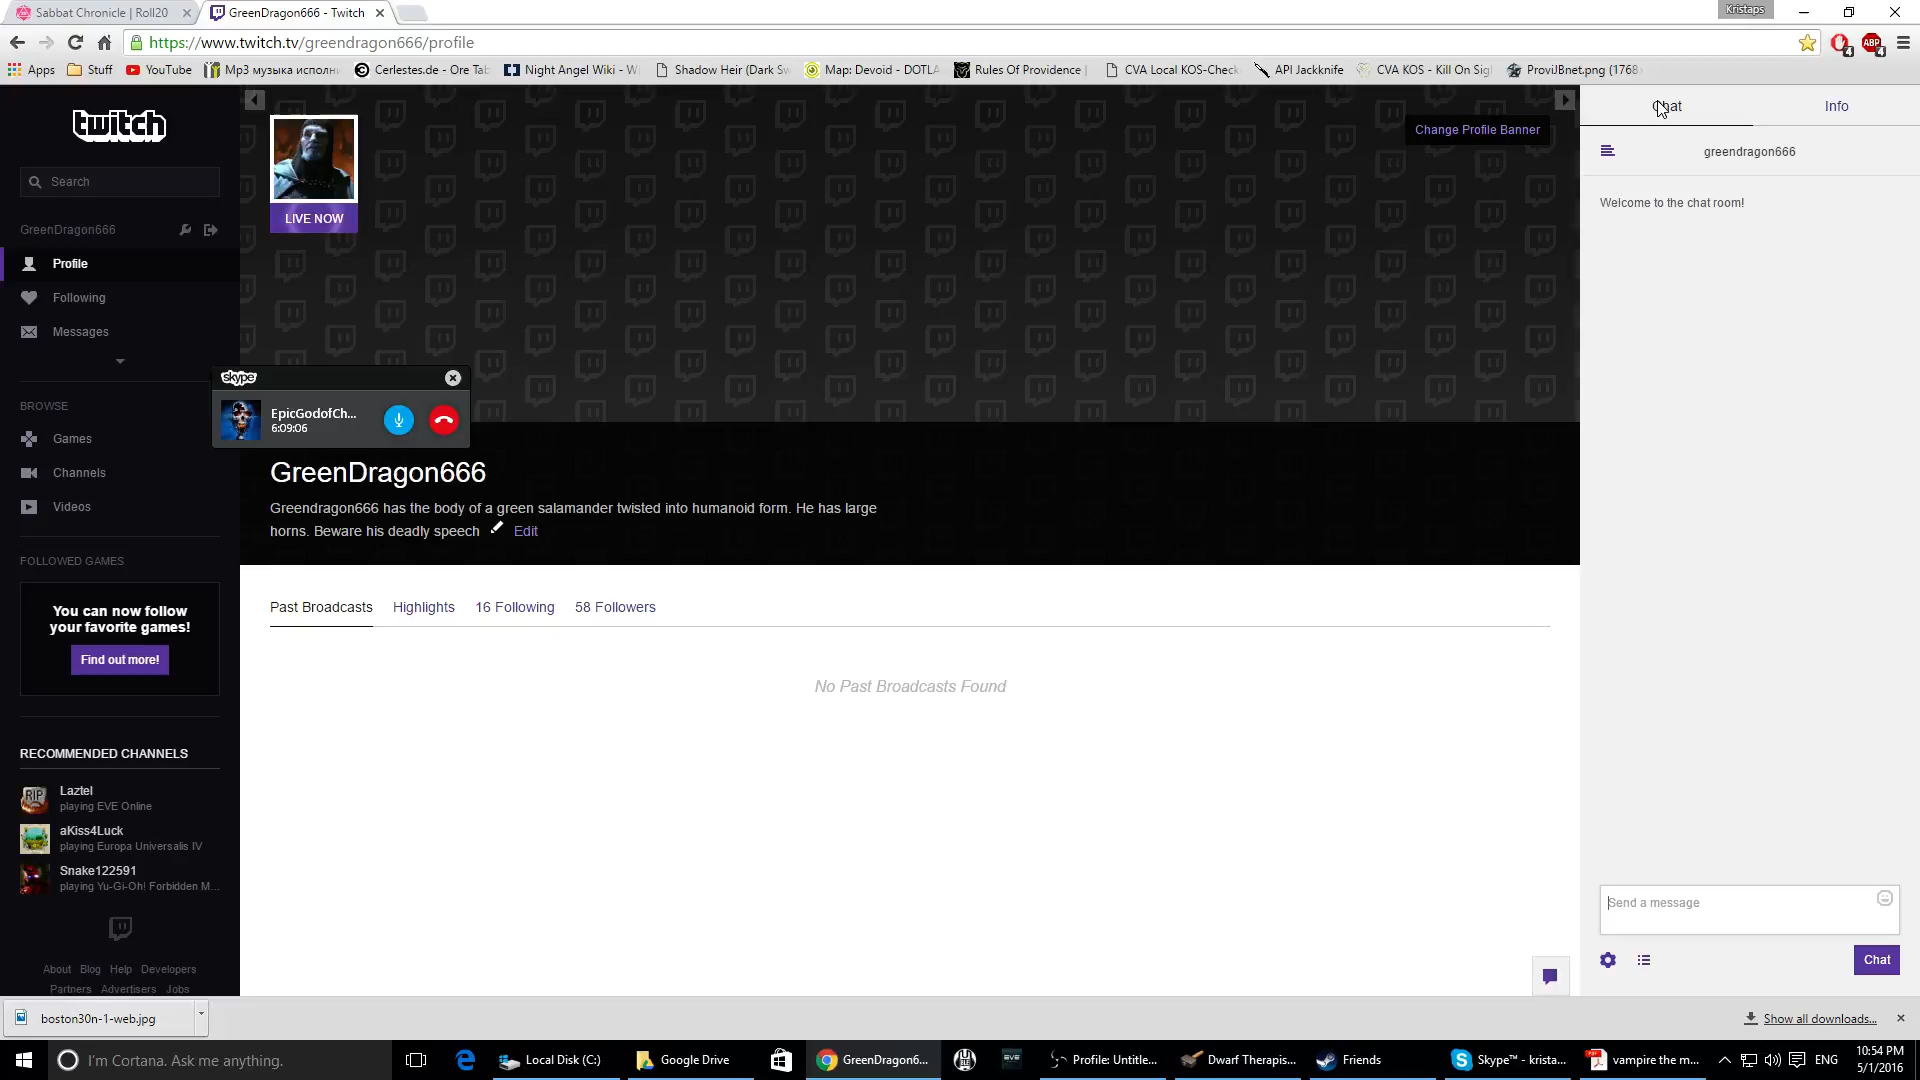 Sabbat Chronicle | Roll20
GreenDragon666 - Twitch
Kristaps
https://www.twitch.tv/greendragon666/profile
4
ABP
4
Apps
Stuff
YouTube
Mp3 музыка исполни
Cerlestes.de - Ore Tab
Night Angel Wiki - W
Shadow Heir (Dark Sw
Map: Devoid - DOTLA
Rules Of Providence |
CVA Local KOS-Check
API Jackknife
CVA KOS - Kill On Sigl
ProviJBnet.png (1768
twitch
Search
GreenDragon666
Profile
Following
Messages
BROWSE
Games
Channels
Videos
FOLLOWED GAMES
You can now follow
your favorite games!
Find out more!
RECOMMENDED CHANNELS
Laztel
playing EVE Online
aKiss4Luck
playing Europa Universalis IV
Snake122591
playing Yu-Gi-Oh! Forbidden M...
About Blog Help Developers
Partners Advertisers Jobs
LIVE NOW
Change Profile Banner
skype
EpicGodofCh...
6:09:06
GreenDragon666
Greendragon666 has the body of a green salamander twisted into humanoid form. He has large
horns. Beware his deadly speech Edit
Past Broadcasts Highlights 16 Following 58 Followers
No Past Broadcasts Found
Chat Info
greendragon666
Welcome to the chat room!
Send a message
Chat
boston30n-1-web.jpg
Show all downloads...
I'm Cortana. Ask me anything.
Local Disk (C:)
Google Drive
GreenDragon6...
EVE
Profile: Untitle...
Dwarf Therapis...
Friends
Skype™ - krista...
vampire the m...
ENG
10:54 PM
5/1/2016